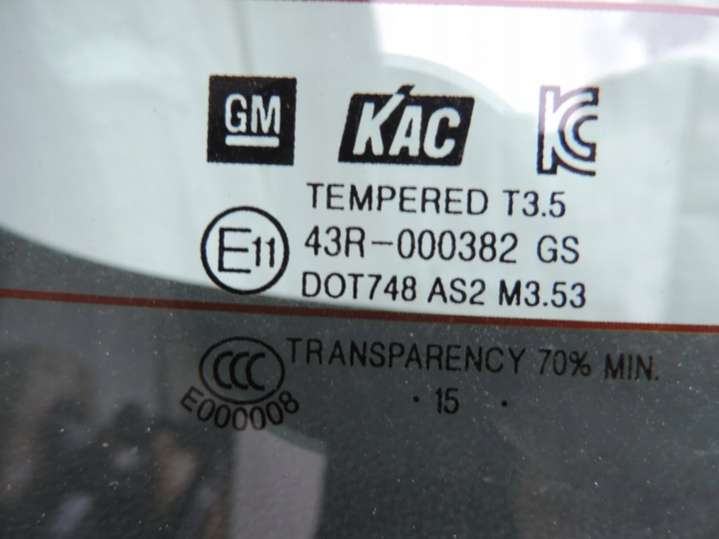 GM KAC KC
TEMPERED T3.5
E11 43R-000382 GS
DOT748 AS2 M3.53
CCC TRANSPARENCY 70% MIN.
E000008 · 15 ·